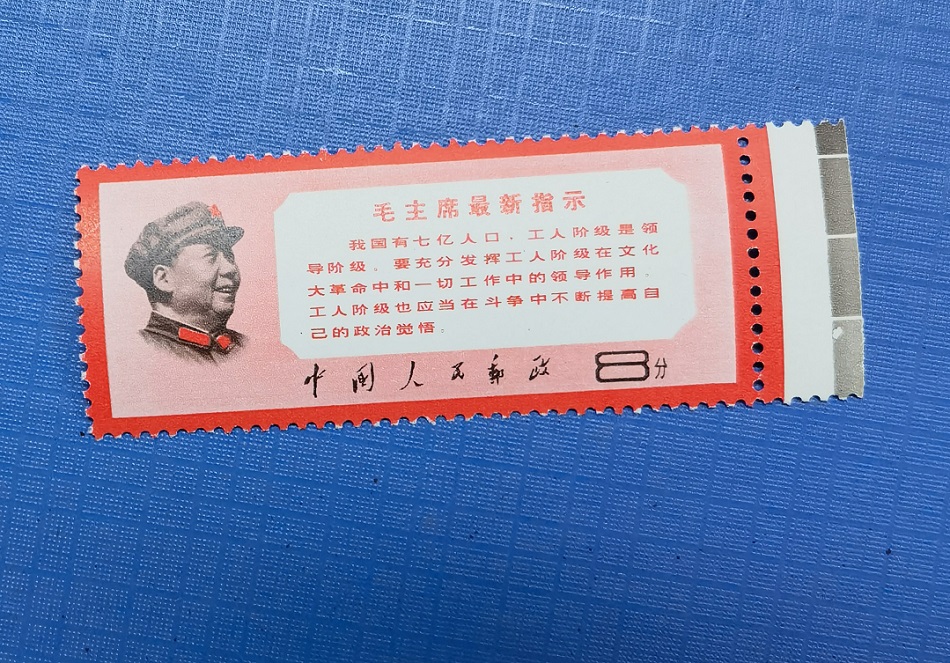 毛主席最新指示
我国有七亿人口，工人阶级是领
导阶级。要充分发挥工人阶级在文化
大革命中和一切工作中的领导作用。
工人阶级也应当在斗争中不断提高自
己的政治觉悟。
中国人民邮政 8分